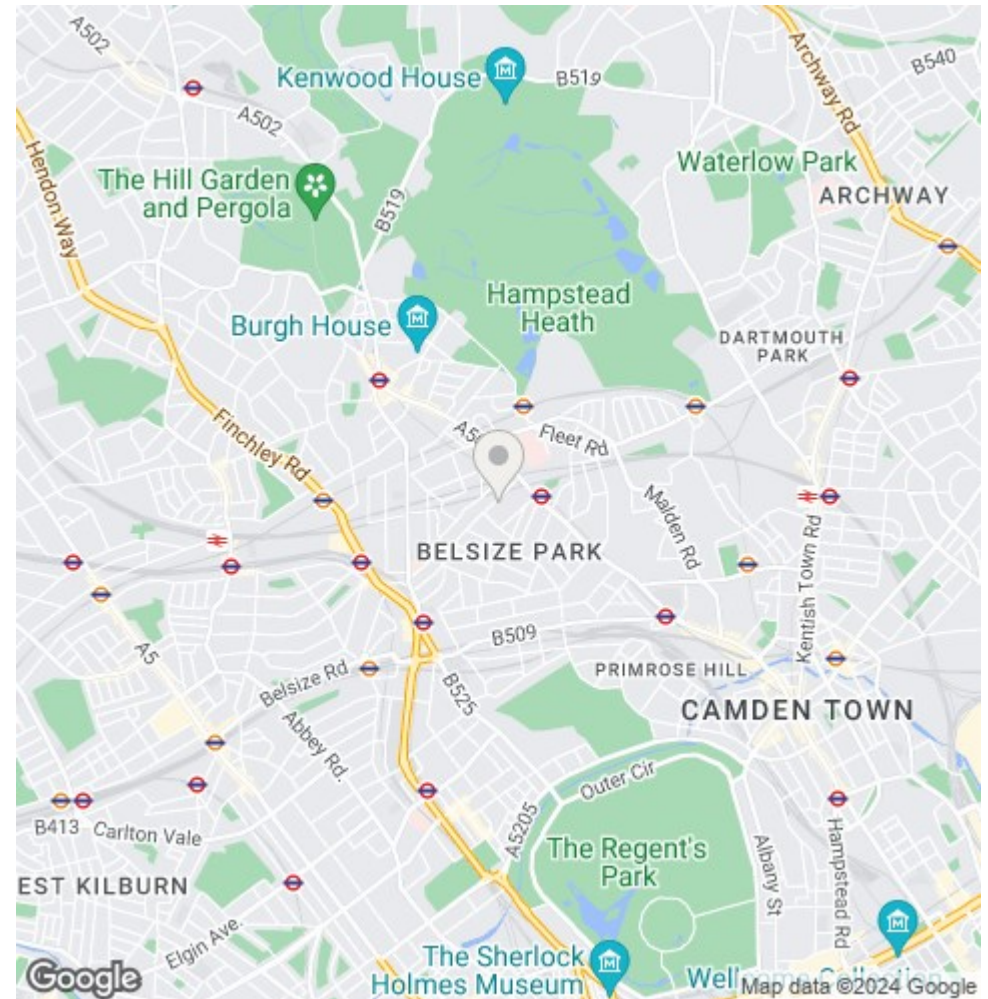 A502
Kenwood House
B519
Archway Rd
B540
A502
The Hill Garden
and Pergola
B519
Waterlow Park
ARCHWAY
Hendon Way
Hampstead
Heath
Burgh House
DARTMOUTH
PARK
Fleet Rd
Finchley Rd
Malden Rd
BELSIZE PARK
Kentish Town Rd
A5
B509
Belsize Rd
B525
PRIMROSE HILL
CAMDEN TOWN
Abbey Rd.
Outer Cir
B413
Carlton Vale
A5205
The Regent's
Park
Albany St
Hampstead Rd
EST KILBURN
Elgin Ave.
The Sherlock
Holmes Museum
Google
Map data ©2024 Google